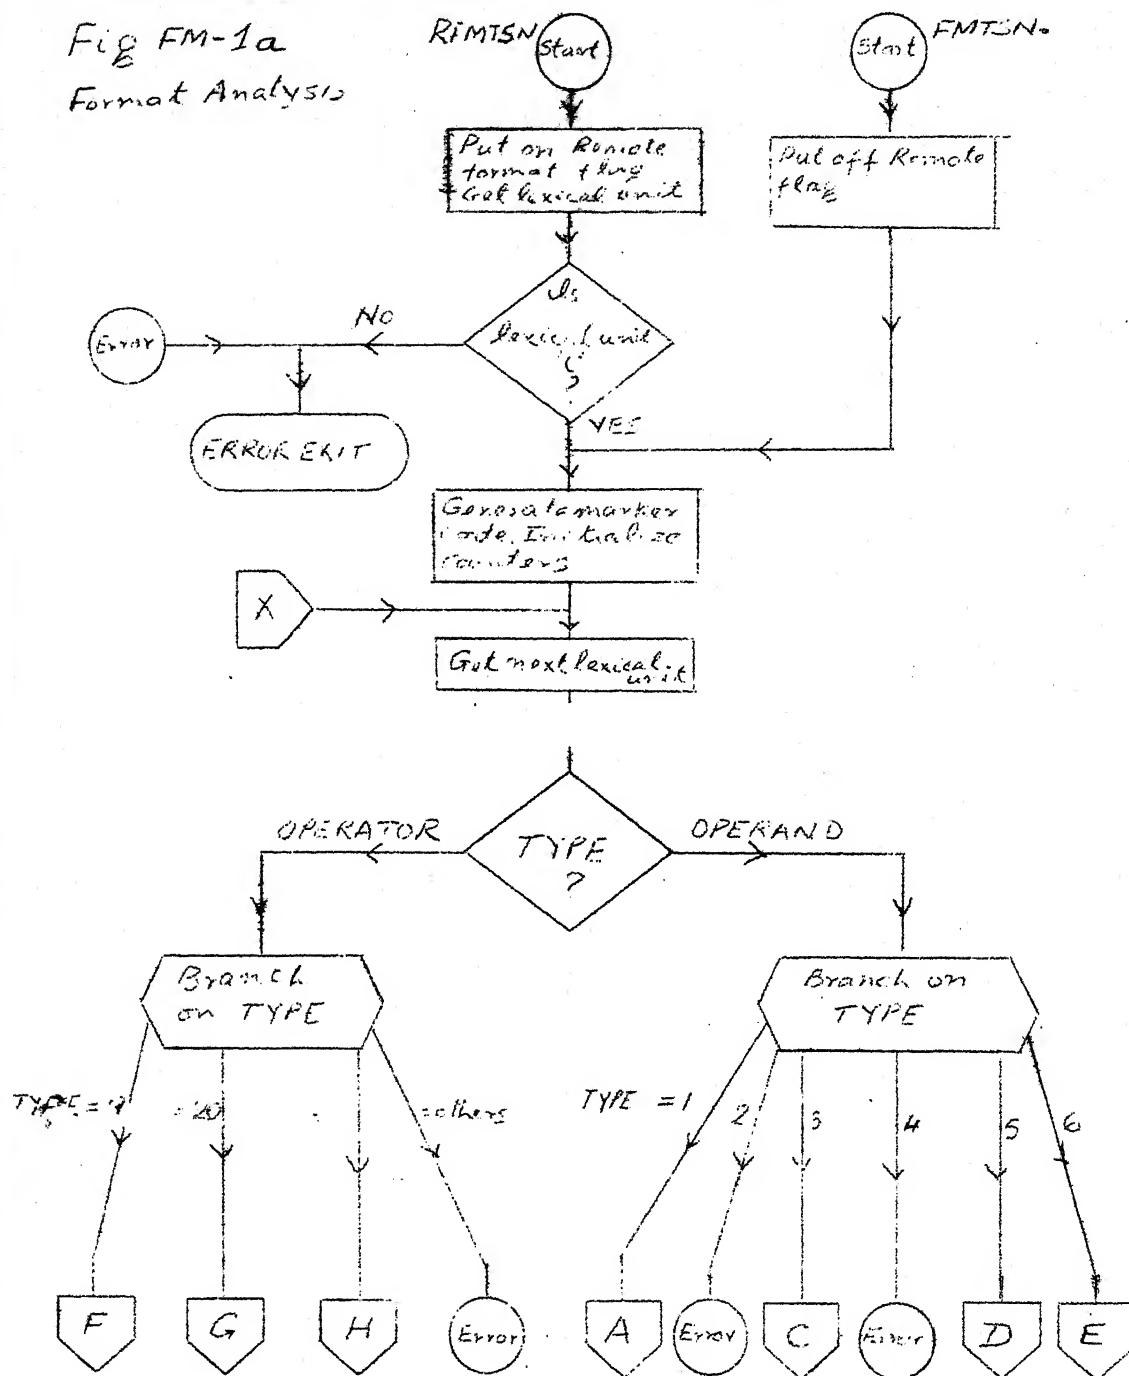 Fig FM-1a
Format Analysis
RFMTSN
Start
Start
FMTSN.
Put on Remote
format flag
Get lexical unit
Put off Remote
flag
Is
lexical unit
(
?
NO
Error
YES
ERROR EXIT
Generate marker
code. Initialize
counters
X
Get next lexical
unit
OPERATOR
TYPE
?
OPERAND
Branch
on TYPE
Branch on
TYPE
TYPE =
=20
=others
TYPE =1
2
3
4
5
6
F
G
H
Error
A
Error
C
Error
D
E